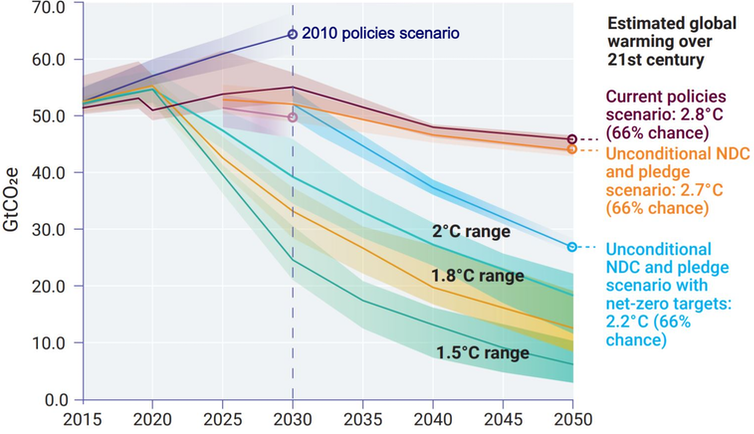 70.0
60.0
50.0
40.0
30.0
20.0
10.0
0.0
GtCO₂e
2015 2020 2025 2030 2035 2040 2045 2050
2010 policies scenario
2°C range
1.8°C range
1.5°C range
Estimated global
warming over
21st century
Current policies
scenario: 2.8°C
(66% chance)
Unconditional NDC
and pledge
scenario: 2.7°C
(66% chance)
Unconditional
NDC and pledge
scenario with
net-zero targets:
2.2°C (66%
chance)